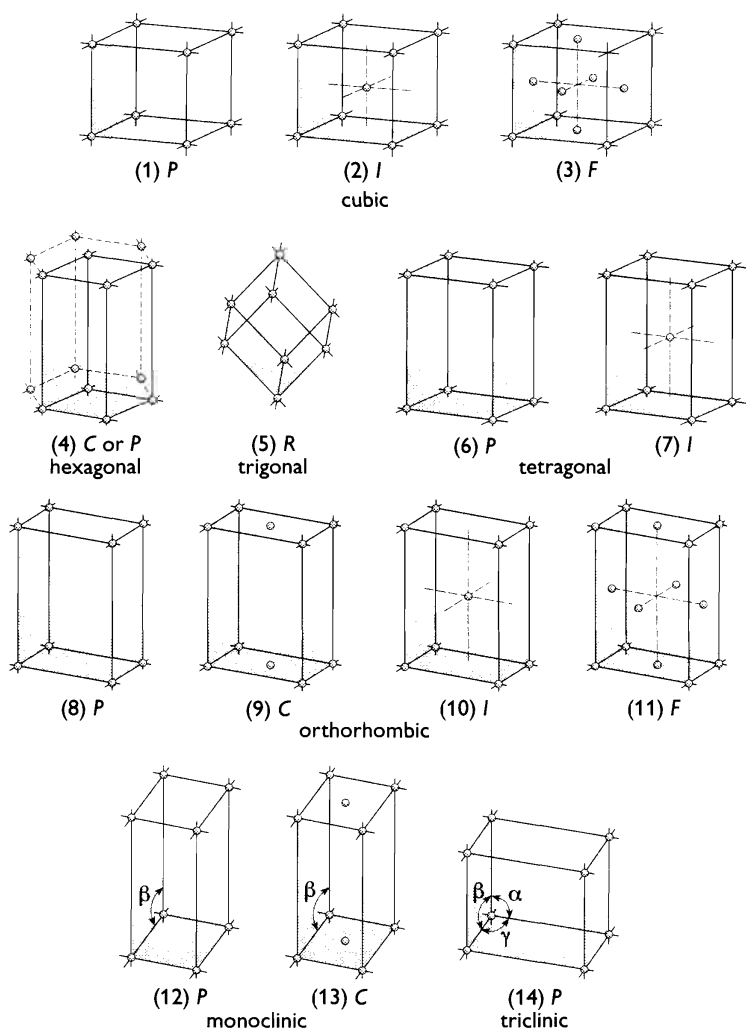 (1) P (2) I (3) F
cubic
(4) C or P (5) R (6) P (7) I
hexagonal trigonal tetragonal
(8) P (9) C (10) I (11) F
orthorhombic
β β β α
γ
(12) P (13) C (14) P
monoclinic triclinic